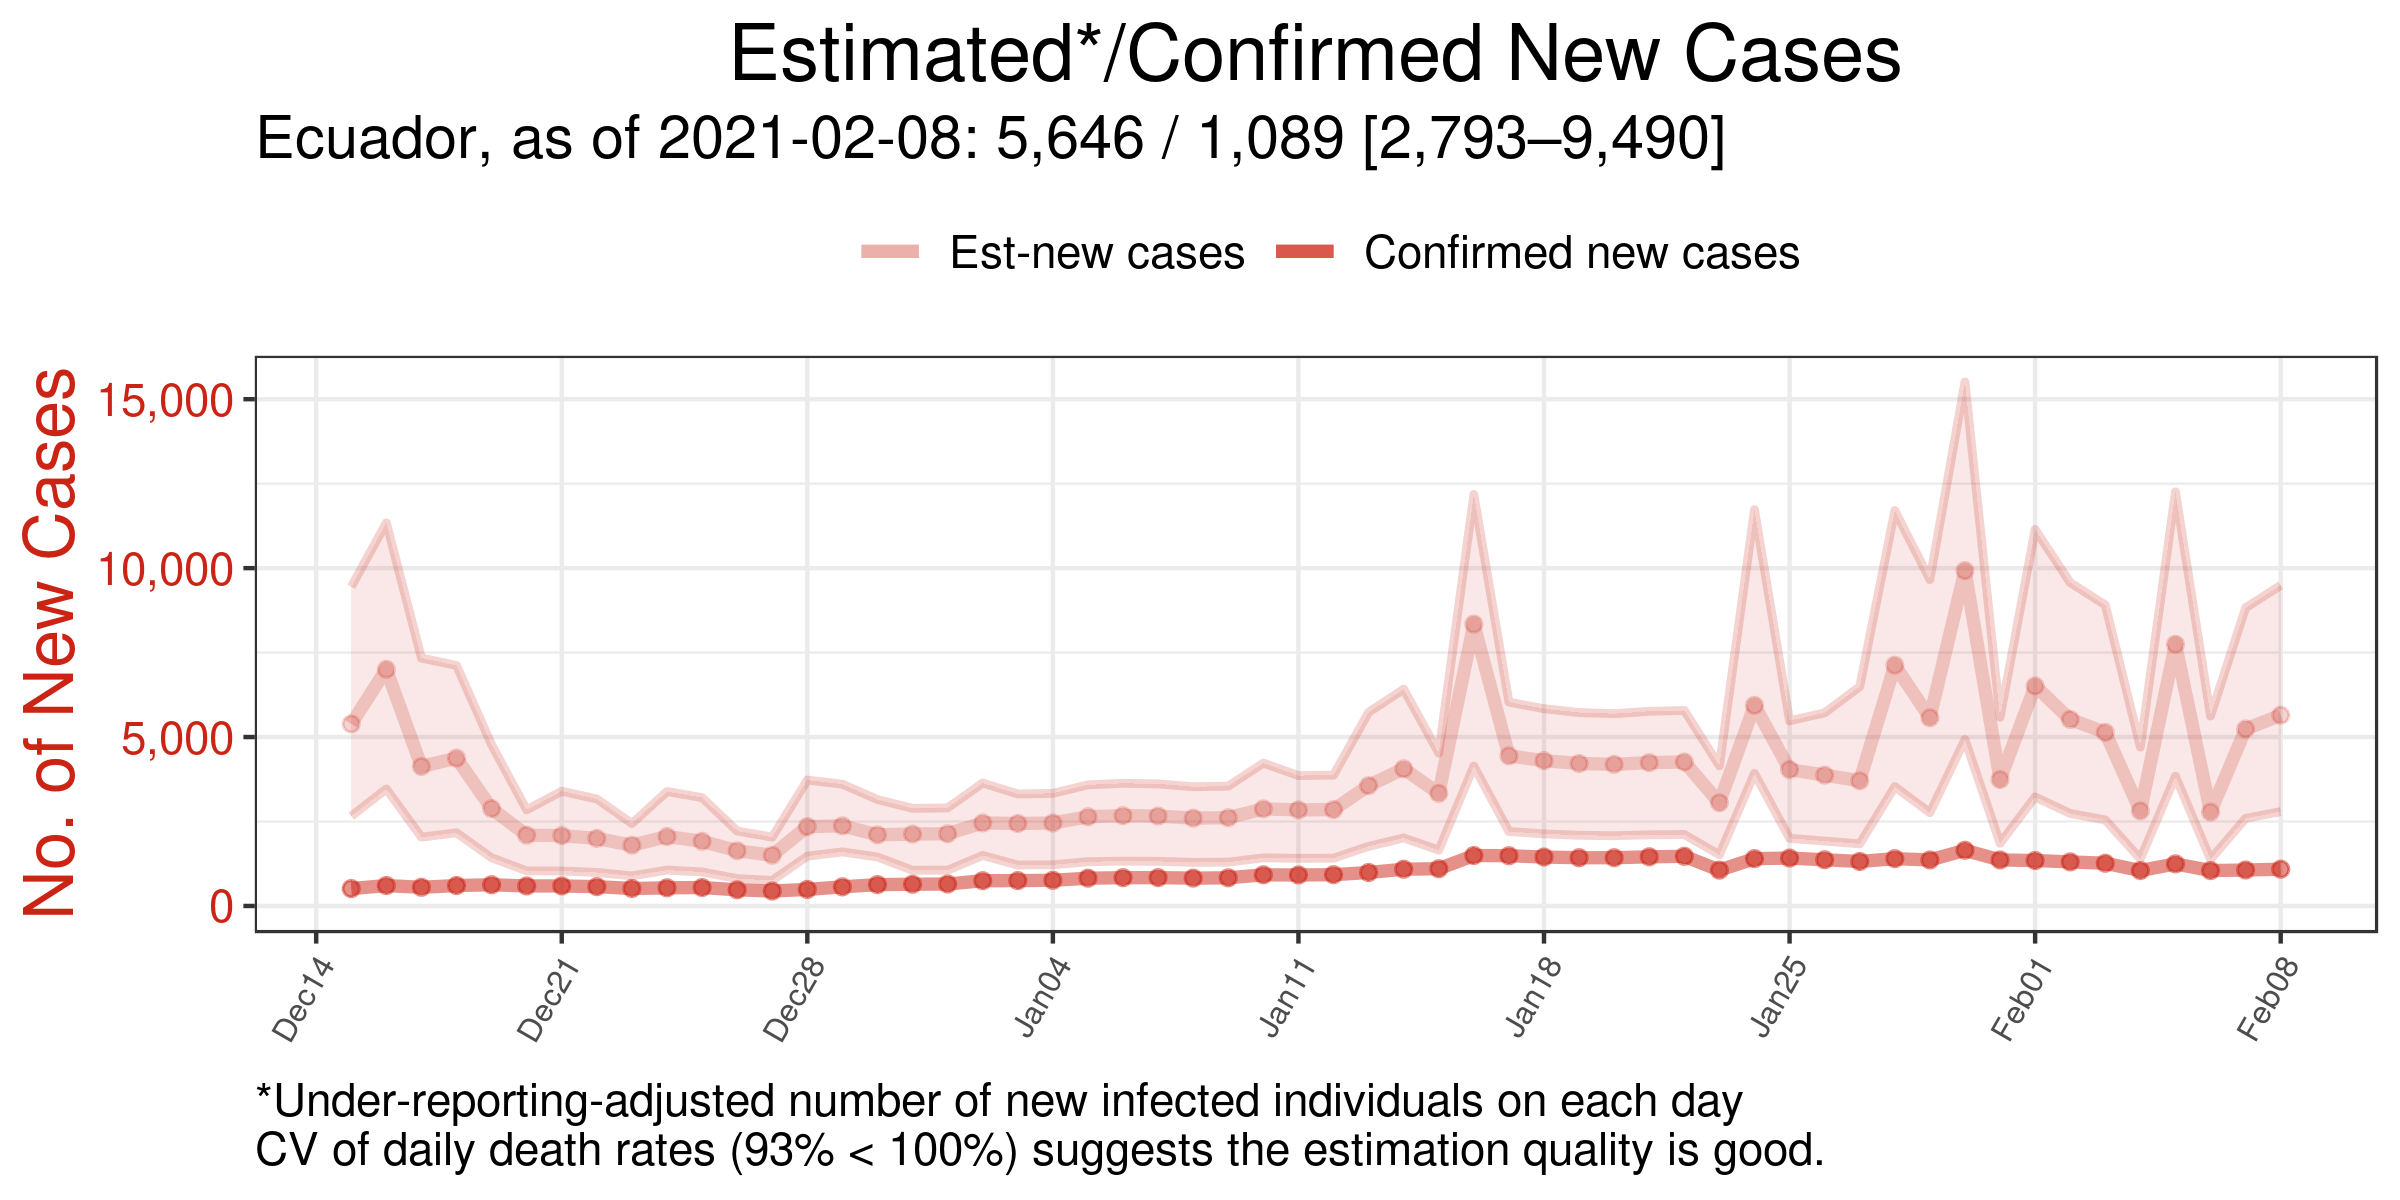 Estimated*/Confirmed New Cases
Ecuador, as of 2021-02-08: 5,646 / 1,089 [2,793–9,490]
Est-new cases Confirmed new cases
No. of New Cases
15,000
10,000
5,000
0
Dec14 Dec21 Dec28 Jan04 Jan11 Jan18 Jan25 Feb01 Feb08
*Under-reporting-adjusted number of new infected individuals on each day
CV of daily death rates (93% < 100%) suggests the estimation quality is good.